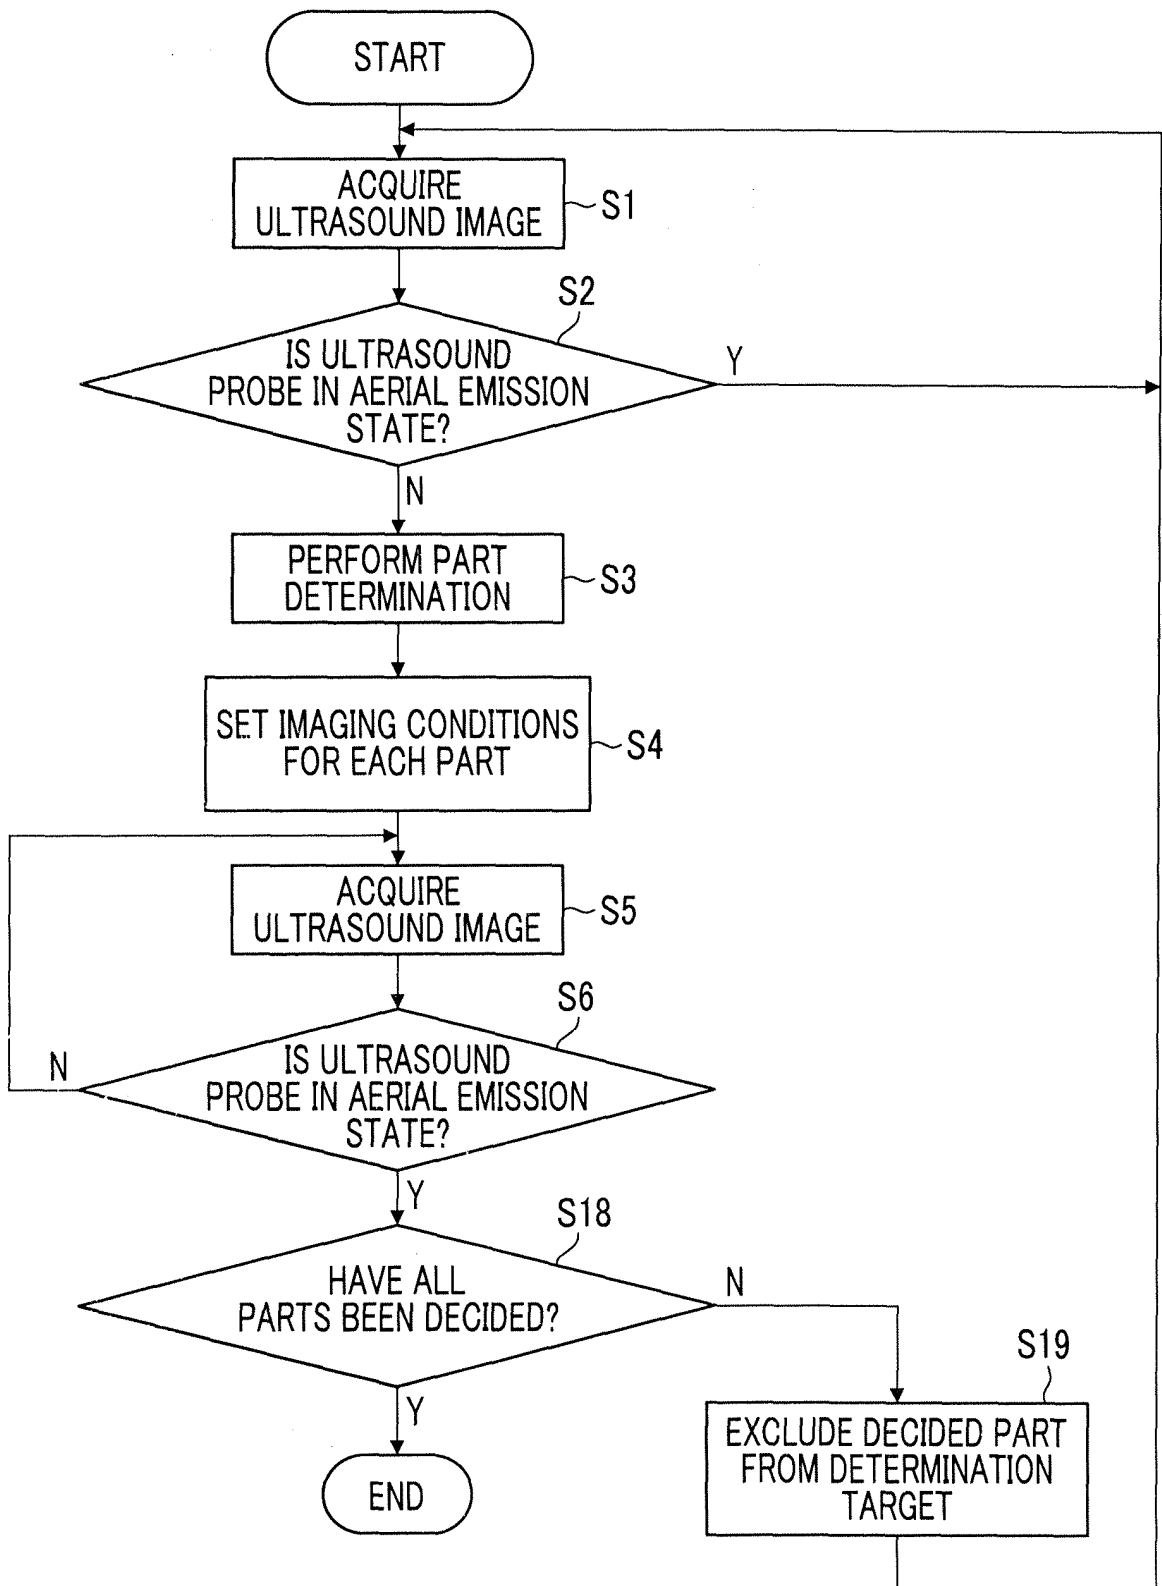 START
ACQUIRE
ULTRASOUND IMAGE
S1
S2
IS ULTRASOUND
PROBE IN AERIAL EMISSION
STATE?
Y
N
PERFORM PART
DETERMINATION
S3
SET IMAGING CONDITIONS
FOR EACH PART
S4
ACQUIRE
ULTRASOUND IMAGE
S5
S6
IS ULTRASOUND
PROBE IN AERIAL EMISSION
STATE?
N
Y
S18
HAVE ALL
PARTS BEEN DECIDED?
N
Y
S19
EXCLUDE DECIDED PART
FROM DETERMINATION
TARGET
END